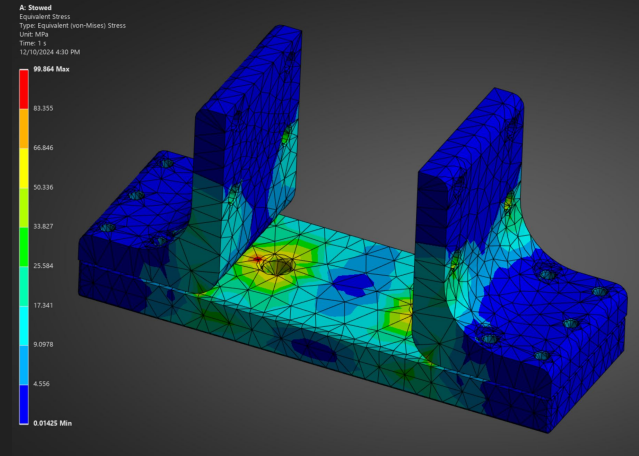 A: Stowed
Equivalent Stress
Type: Equivalent (von-Mises) Stress
Unit: MPa
Time: 1 s
12/10/2024 4:30 PM
99.864 Max
83.355
66.846
50.336
33.827
25.584
17.341
9.0978
4.556
0.01425 Min